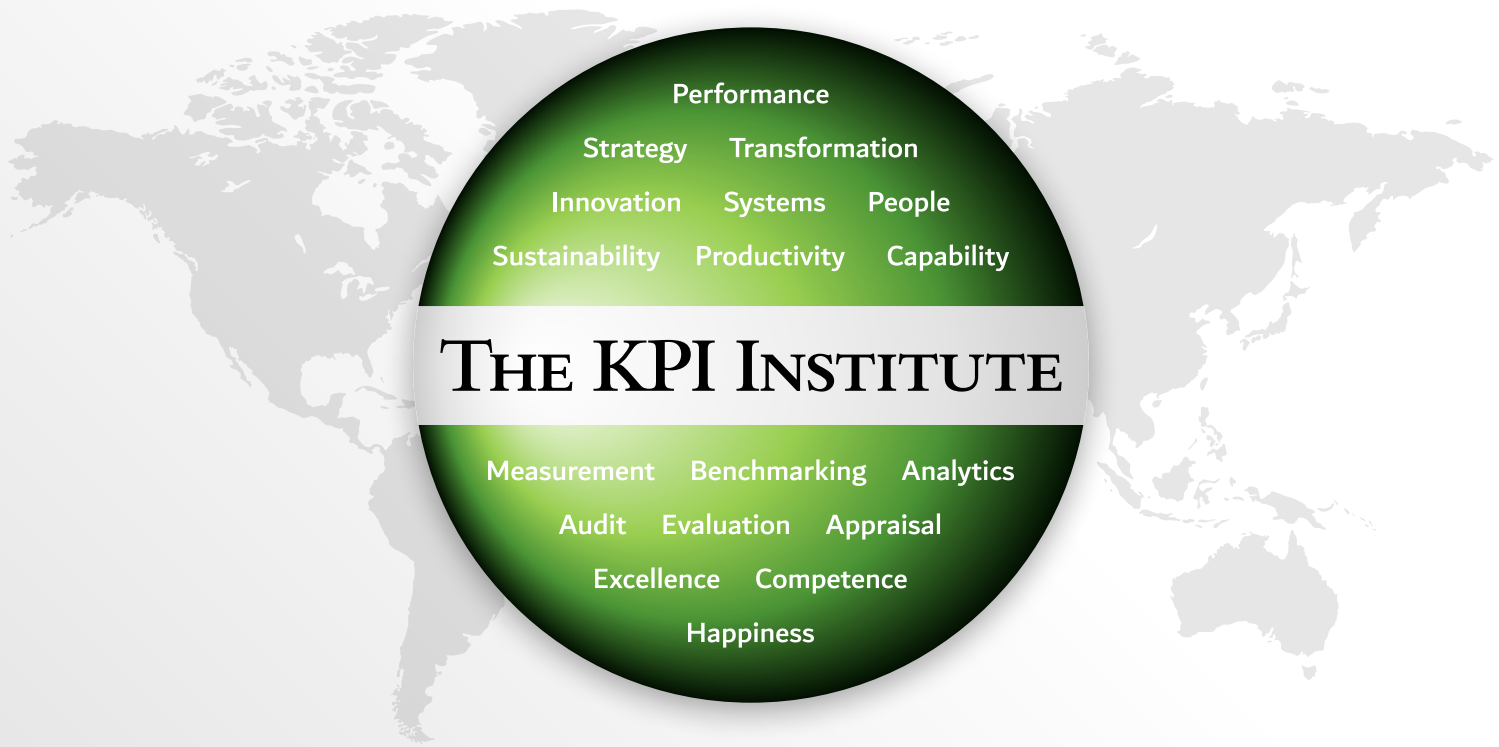 Performance
Strategy Transformation
Innovation Systems People
Sustainability Productivity Capability
The KPI Institute
Measurement Benchmarking Analytics
Audit Evaluation Appraisal
Excellence Competence
Happiness